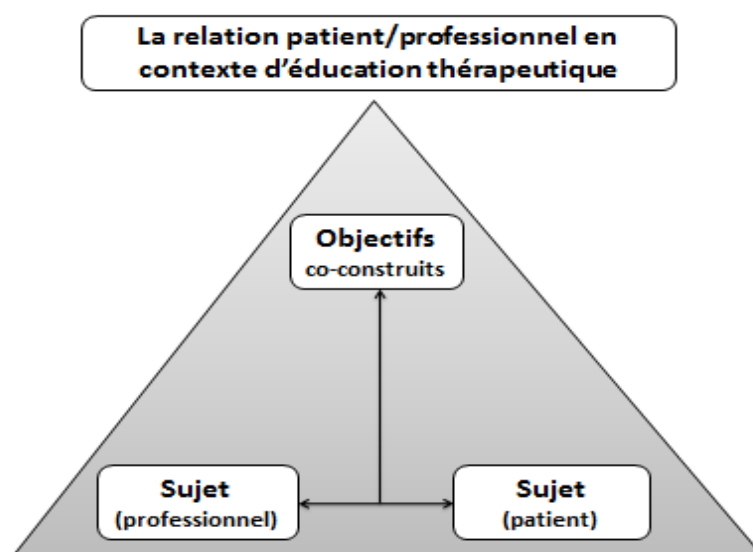 La relation patient/professionnel en
contexte d'éducation thérapeutique
Objectifs
co-construits
Sujet
(professionnel)
Sujet
(patient)